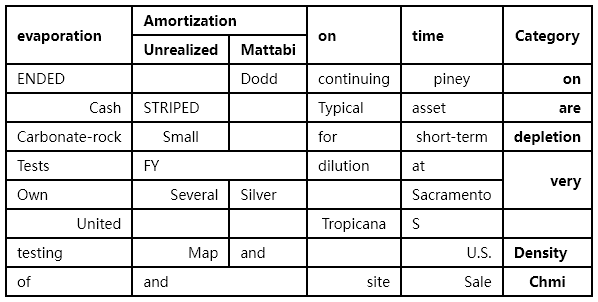 evaporation Amortization on time Category
Unrealized Mattabi
ENDED Dodd continuing piney on
Cash STRIPED Typical asset are
Carbonate-rock Small for short-term depletion
Tests FY dilution at very
Own Several Silver Sacramento
United Tropicana S
testing Map and U.S. Density
of and site Sale Chmi